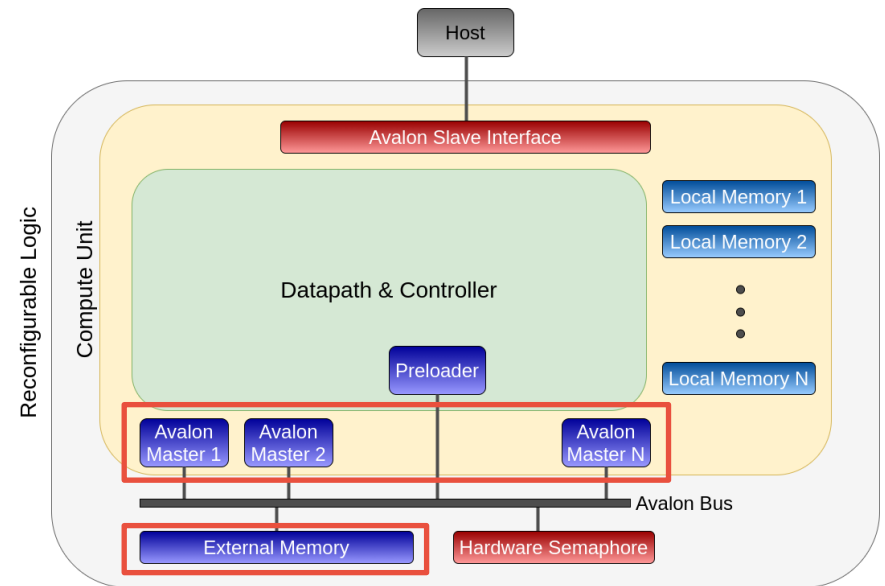 Host
Avalon Slave Interface
Reconfigurable Logic
Compute Unit
Local Memory 1
Local Memory 2
Datapath & Controller
Preloader
Local Memory N
Avalon
Master 1
Avalon
Master 2
Avalon
Master N
Avalon Bus
External Memory
Hardware Semaphore